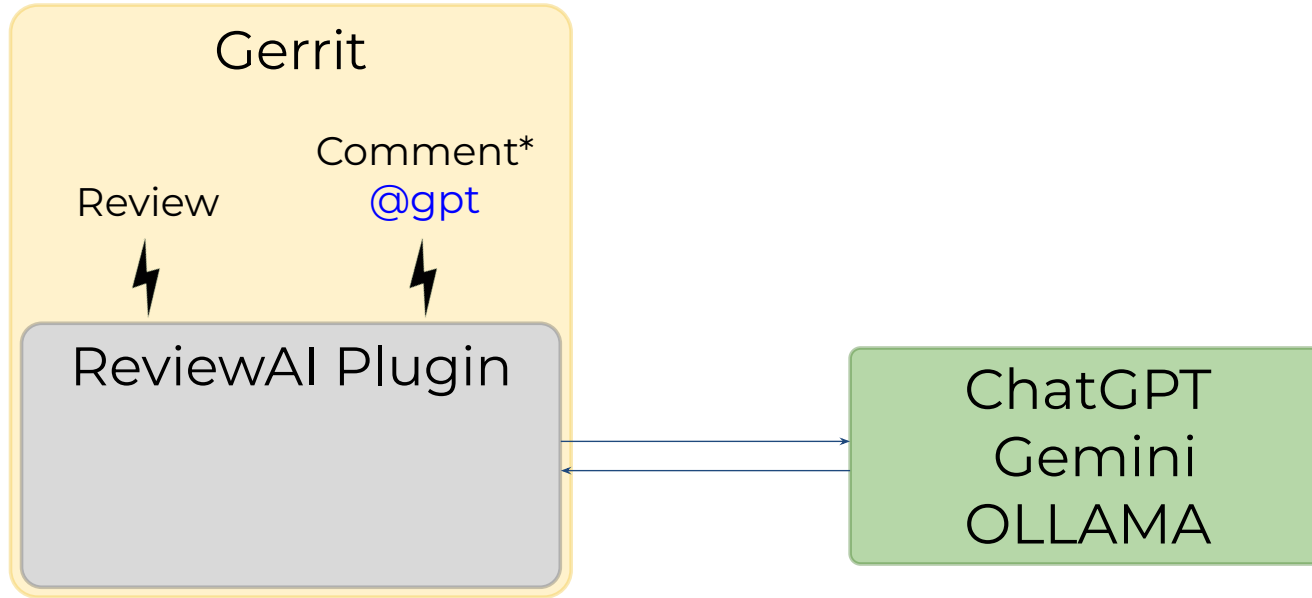 Gerrit
Comment*
Review
@gpt
ReviewAI Plugin
ChatGPT
Gemini
OLLAMA